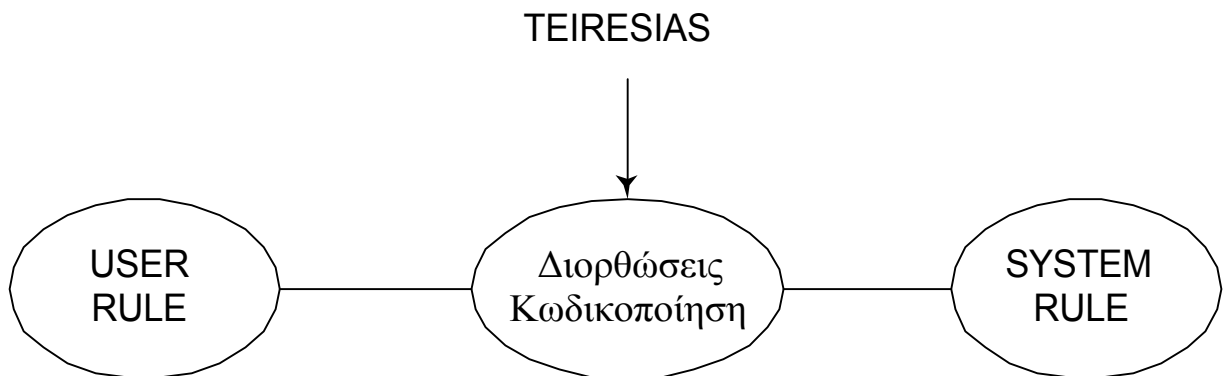 TEIRESIAS
USER
RULE
Διορθώσεις
Κωδικοποίηση
SYSTEM
RULE